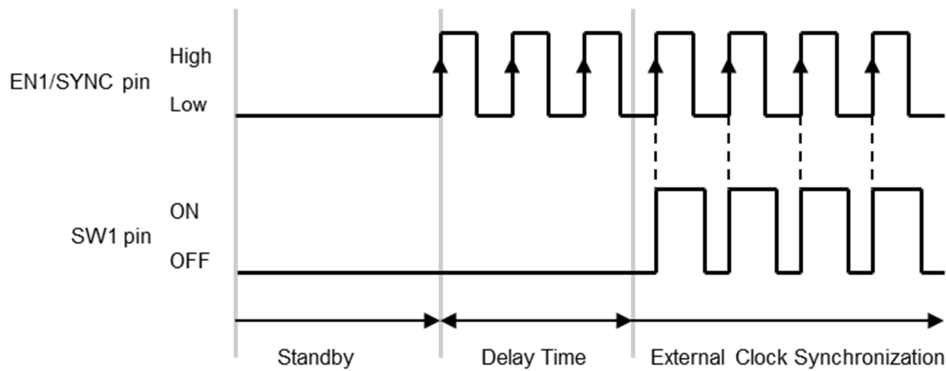 High
EN1/SYNC pin
Low
ON
SW1 pin
OFF
Standby
Delay Time
External Clock Synchronization